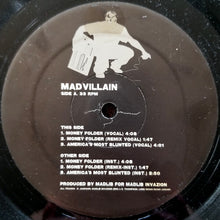 MADVILLAIN
SIDE A. 33 RPM
THIS SIDE
1. MONEY FOLDER (VOCAL) 4:08
2. MONEY FOLDER (REMIX VOCAL) 1:47
3. AMERICA'S MOST BLUNTED (VOCAL) 4:01
OTHER SIDE
1. MONEY FOLDER (INST.) 4:08
2. MONEY FOLDER (REMIX-INST.) 1:47
3. AMERICA'S MOST BLUNTED (INST.) 2:50
PRODUCED BY MADLIB FOR MADLIB INVAZION